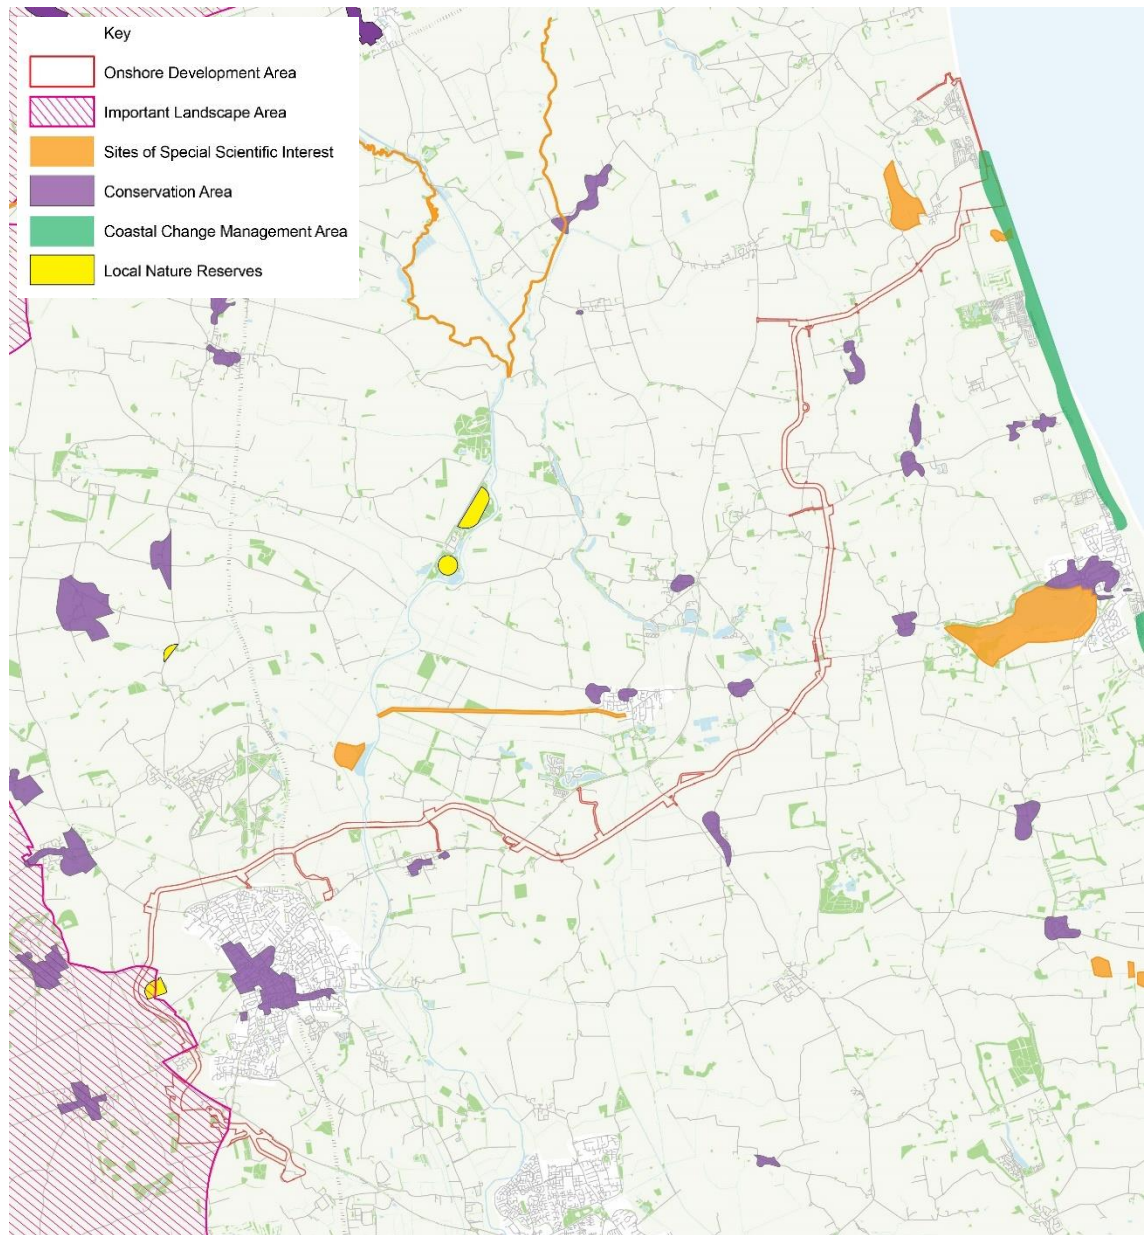 Key
Onshore Development Area
Important Landscape Area
Sites of Special Scientific Interest
Conservation Area
Coastal Change Management Area
Local Nature Reserves